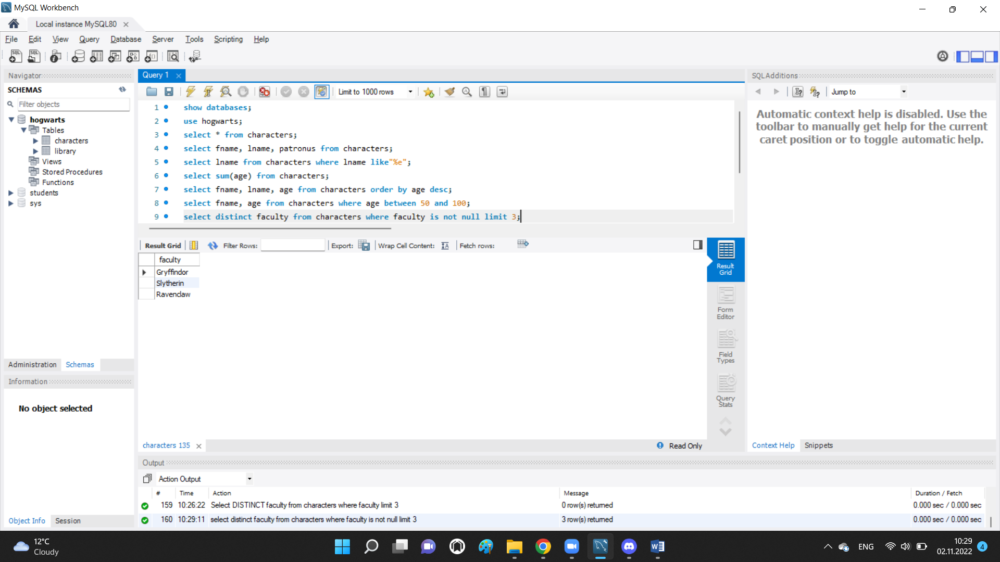 MySQL Workbench
Local instance MySQL80
File Edit View Query Database Server Tools Scripting Help
Navigator
SCHEMAS
Filter objects
hogwarts
Tables
characters
library
Views
Stored Procedures
Functions
students
sys
Administration Schemas
Information
No object selected
Object Info Session
Query 1
Limit to 1000 rows
1 show databases;
2 use hogwarts;
3 select * from characters;
4 select fname, lname, patronus from characters;
5 select lname from characters where lname like"%e";
6 select sum(age) from characters;
7 select fname, lname, age from characters order by age desc;
8 select fname, age from characters where age between 50 and 100;
9 select distinct faculty from characters where faculty is not null limit 3;
Result Grid Filter Rows: Export: Wrap Cell Content: Fetch rows:
faculty
Gryffindor
Slytherin
Ravenclaw
Result Grid
Form Editor
Field Types
Query Stats
characters 135
Read Only
SQLAdditions
Jump to
Automatic context help is disabled. Use the
toolbar to manually get help for the current
caret position or to toggle automatic help.
Context Help Snippets
Output
Action Output
# Time Action Message Duration / Fetch
159 10:26:22 Select DISTINCT faculty from characters where faculty limit 3 0 row(s) returned 0.000 sec / 0.000 sec
160 10:29:11 select distinct faculty from characters where faculty is not null limit 3 3 row(s) returned 0.000 sec / 0.000 sec
12°C
Cloudy
ENG
10:29
02.11.2022
4